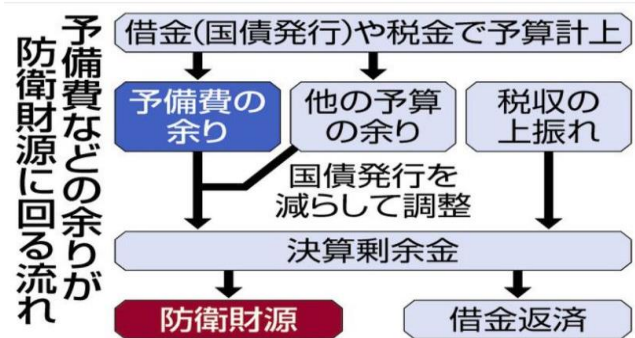 予備費などの余りが
防衛財源に回る流れ
借金(国債発行)や税金で予算計上
予備費の
余り
他の予算
の余り
税収の
上振れ
国債発行を
減らして調整
決算剰余金
防衛財源
借金返済